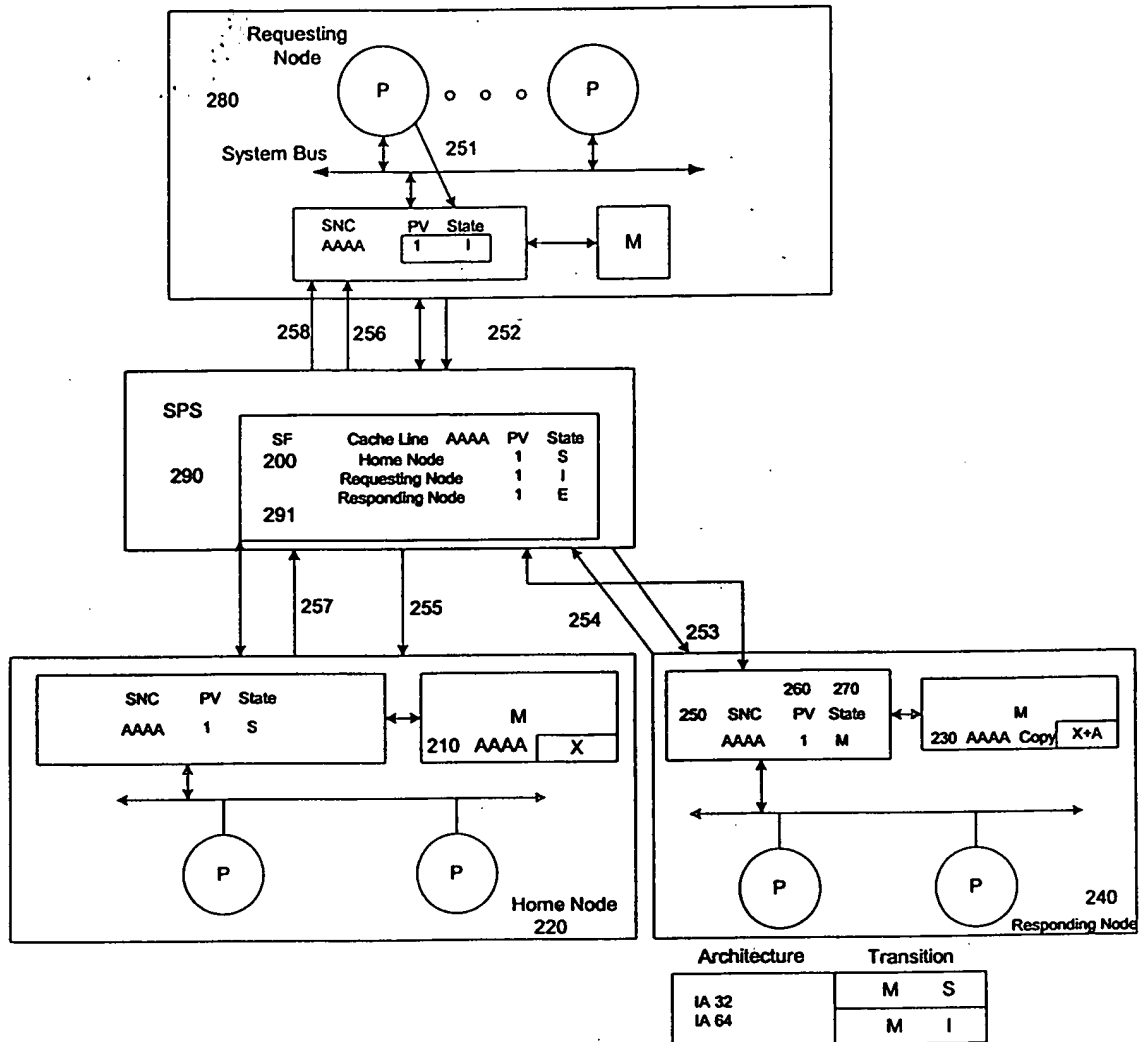 Requesting
Node
280
P
o o o
P
System Bus
251
SNC PV State
AAAA 1 I
M
258 256 252
SPS
290
SF Cache Line AAAA PV State
200 Home Node 1 S
Requesting Node 1 I
Responding Node 1 E
291
257 255 254 253
SNC PV State
AAAA 1 S
M
210 AAAA X
P
P
Home Node
220
260 270
250 SNC PV State
AAAA 1 M
M
230 AAAA Copy X+A
P
P
240
Responding Node
Architecture Transition
IA 32 M S
IA 64 M I